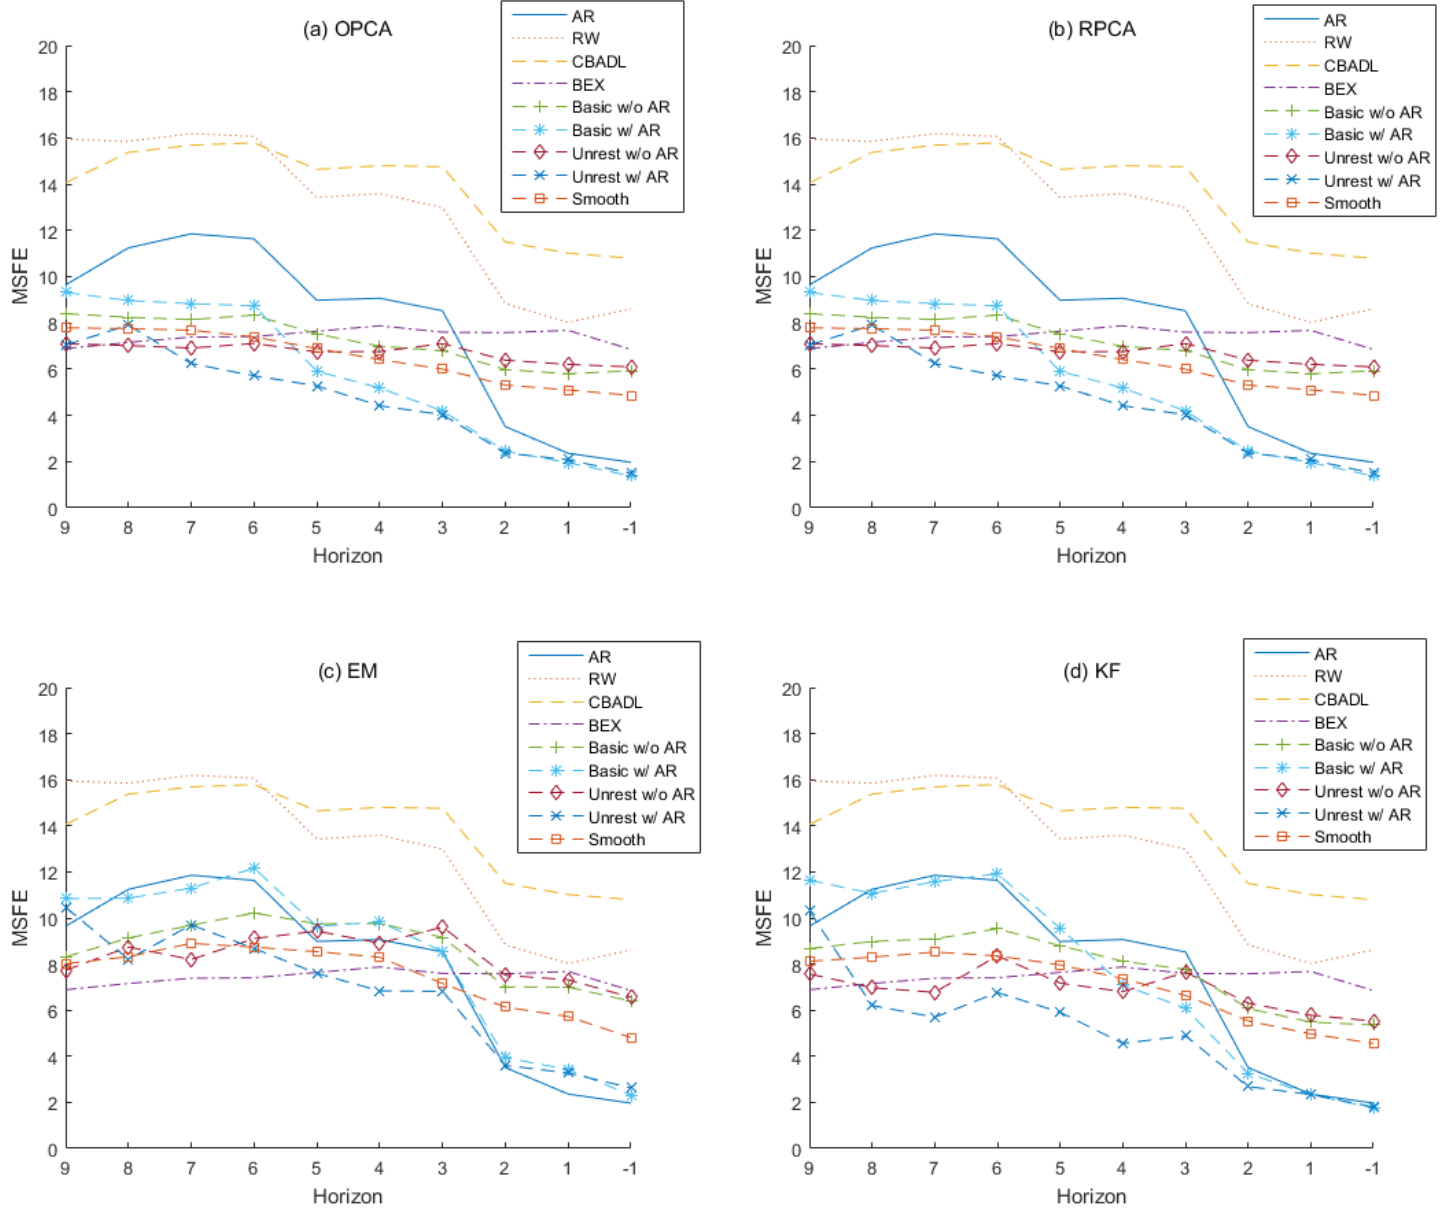 (a) OPCA
AR
RW
CBADL
BEX
Basic w/o AR
Basic w/ AR
Unrest w/o AR
Unrest w/ AR
Smooth
20
18
16
14
12
10
8
6
4
2
0
MSFE
9 8 7 6 5 4 3 2 1 -1
Horizon
(b) RPCA
AR
RW
CBADL
BEX
Basic w/o AR
Basic w/ AR
Unrest w/o AR
Unrest w/ AR
Smooth
20
18
16
14
12
10
8
6
4
2
0
MSFE
9 8 7 6 5 4 3 2 1 -1
Horizon
(c) EM
AR
RW
CBADL
BEX
Basic w/o AR
Basic w/ AR
Unrest w/o AR
Unrest w/ AR
Smooth
20
18
16
14
12
10
8
6
4
2
0
MSFE
9 8 7 6 5 4 3 2 1 -1
Horizon
(d) KF
AR
RW
CBADL
BEX
Basic w/o AR
Basic w/ AR
Unrest w/o AR
Unrest w/ AR
Smooth
20
18
16
14
12
10
8
6
4
2
0
MSFE
9 8 7 6 5 4 3 2 1 -1
Horizon